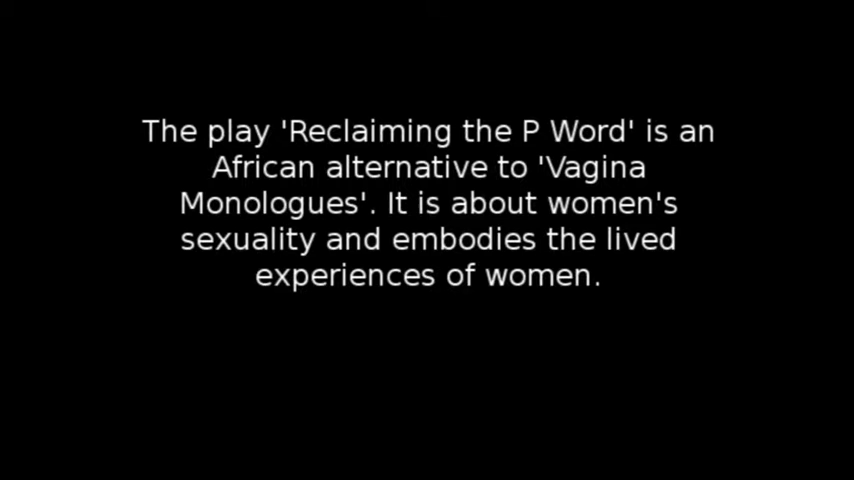 The play 'Reclaiming the P Word' is an
African alternative to 'Vagina
Monologues'. It is about women's
sexuality and embodies the lived
experiences of women.